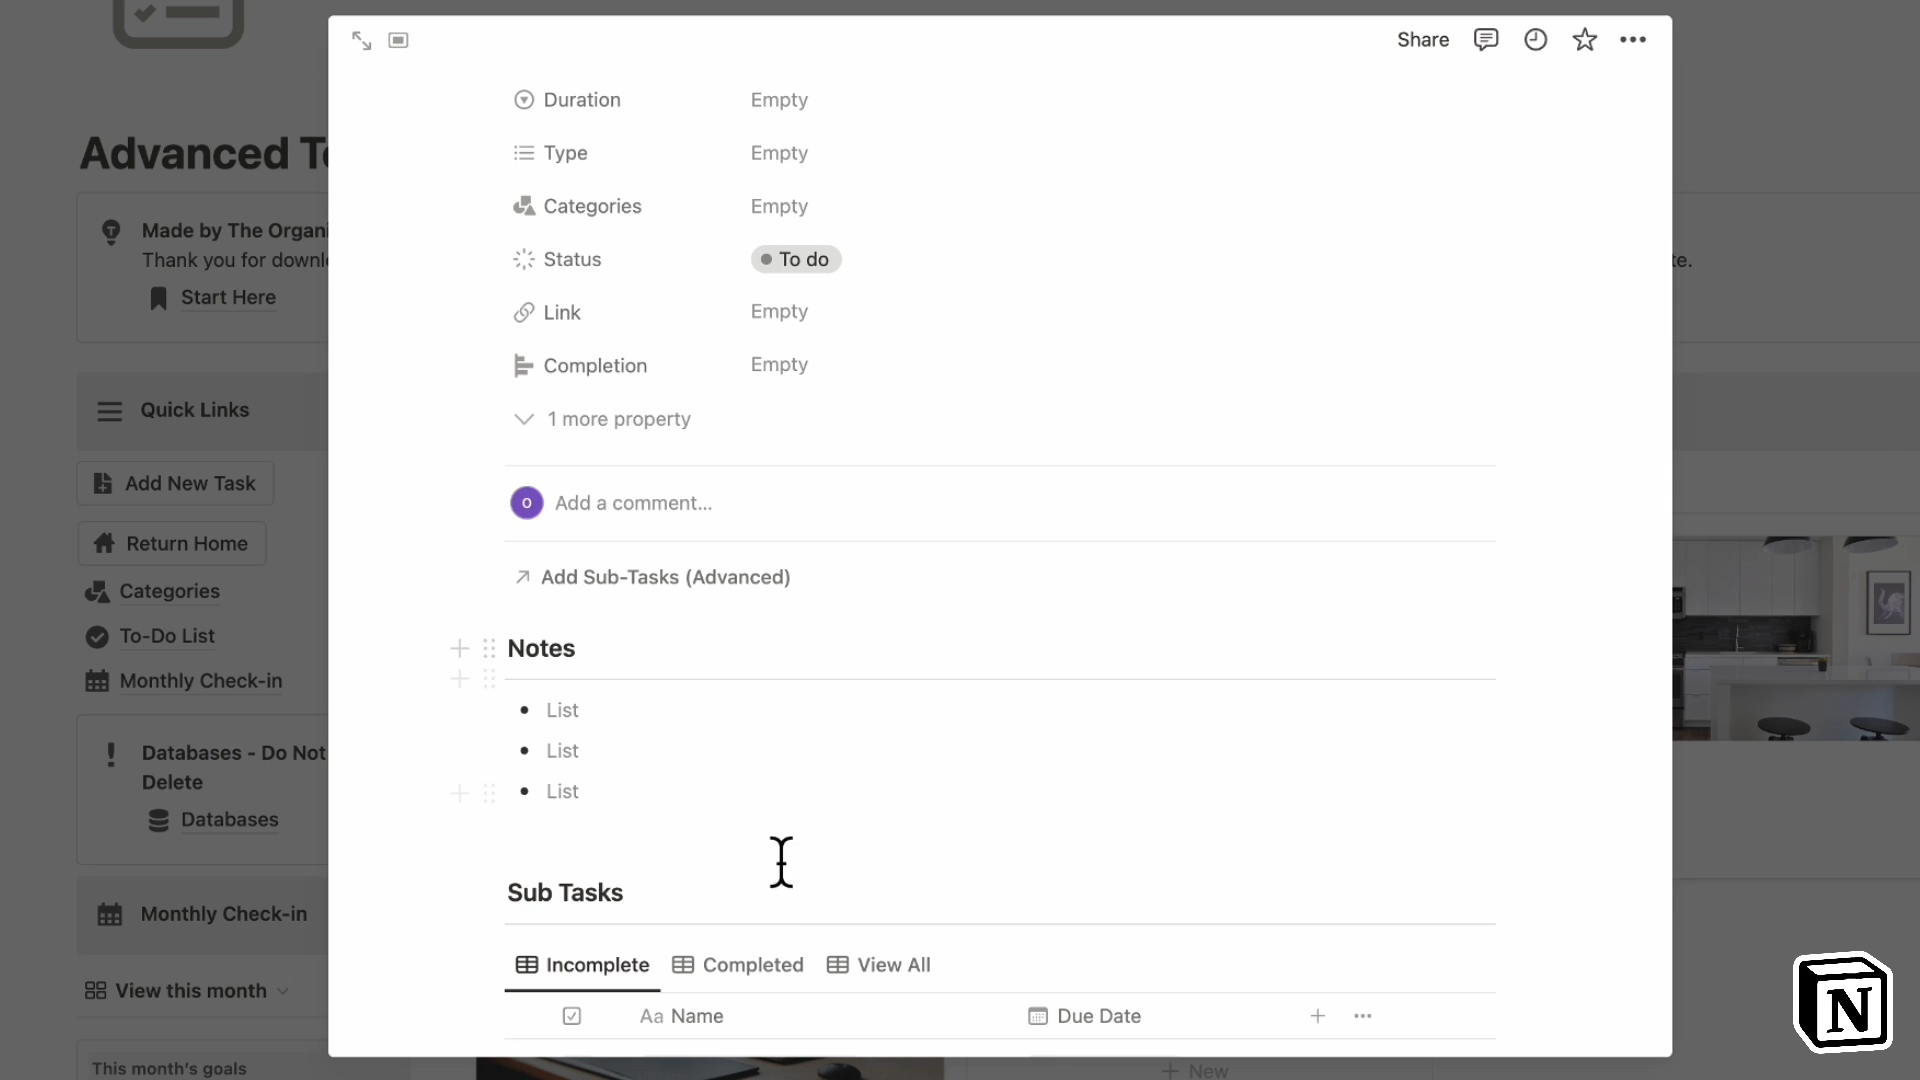 Share
Duration Empty
Type Empty
Categories Empty
Status To do
Link Empty
Completion Empty
1 more property
O Add a comment...
Add Sub-Tasks (Advanced)
Notes
List
List
List
Sub Tasks
Incomplete Completed View All
Aa Name Due Date
Advanced
Made by The
Thank you for
Start Here
Quick Links
Add New Task
Return Home
Categories
To-Do List
Monthly Check-in
Databases - Do Not
Delete
Databases
Monthly Check-in
View this month
This month's goals
New
N